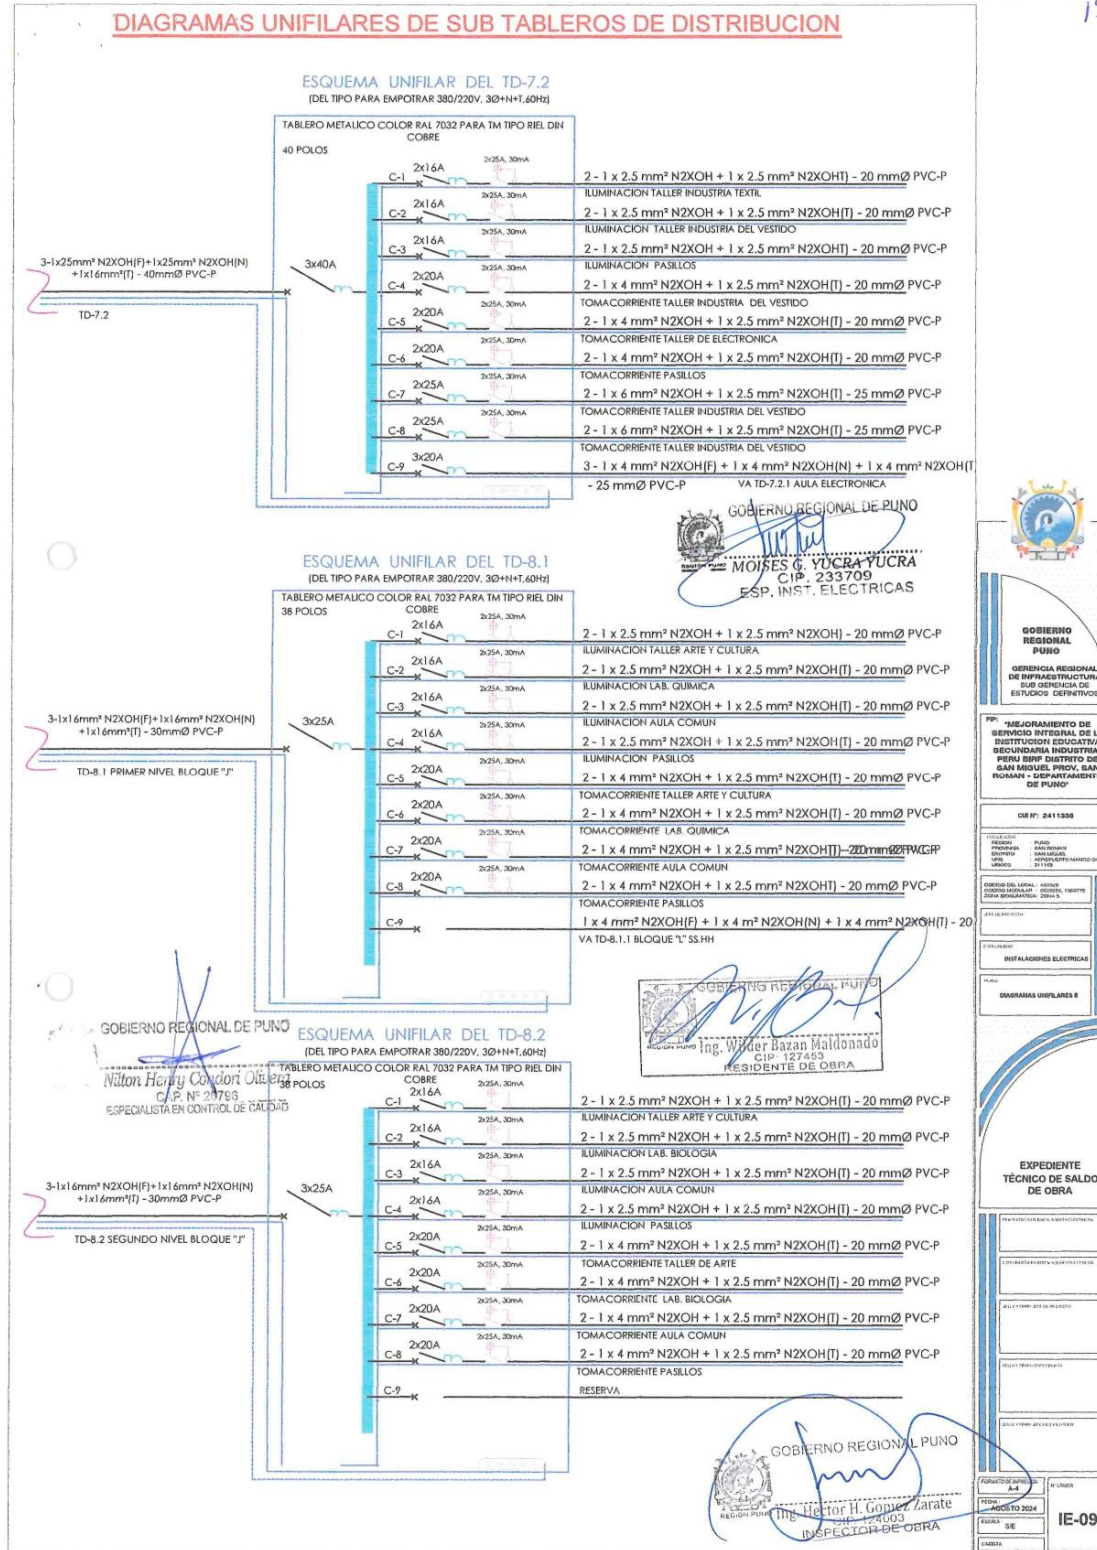 DIAGRAMAS UNIFILARES DE SUB TABLEROS DE DISTRIBUCION
ESQUEMA UNIFILAR DEL TD-7.2
(DEL TIPO PARA EMPOTRAR 380/220V, 3Ø+N+T,60Hz)
TABLERO METALICO COLOR RAL 7032 PARA TM TIPO RIEL DIN
COBRE
40 POLOS
3-1x25mm² N2XOH(F)+1x25mm² N2XOH(N)
+1x16mm²(T) - 40mmØ PVC-P
TD-7.2
3x40A
C-1 2x16A 2x25A, 30mA 2 - 1 x 2.5 mm² N2XOH + 1 x 2.5 mm² N2XOHT) - 20 mmØ PVC-P
ILUMINACION TALLER INDUSTRIA TEXTIL
C-2 2x16A 2x25A, 30mA 2 - 1 x 2.5 mm² N2XOH + 1 x 2.5 mm² N2XOH(T) - 20 mmØ PVC-P
ILUMINACION TALLER INDUSTRIA DEL VESTIDO
C-3 2x16A 2x25A, 30mA 2 - 1 x 2.5 mm² N2XOH + 1 x 2.5 mm² N2XOHT) - 20 mmØ PVC-P
ILUMINACION PASILLOS
C-4 2x20A 2x25A, 30mA 2 - 1 x 4 mm² N2XOH + 1 x 2.5 mm² N2XOH(T) - 20 mmØ PVC-P
TOMACORRIENTE TALLER INDUSTRIA DEL VESTIDO
C-5 2x20A 2x25A, 30mA 2 - 1 x 4 mm² N2XOH + 1 x 2.5 mm² N2XOH(T) - 20 mmØ PVC-P
TOMACORRIENTE TALLER DE ELECTRONICA
C-6 2x20A 2x25A, 30mA 2 - 1 x 4 mm² N2XOH + 1 x 2.5 mm² N2XOH(T) - 20 mmØ PVC-P
TOMACORRIENTE PASILLOS
C-7 2x25A 2x25A, 30mA 2 - 1 x 6 mm² N2XOH + 1 x 2.5 mm² N2XOH(T) - 25 mmØ PVC-P
TOMACORRIENTE TALLER INDUSTRIA DEL VESTIDO
C-8 2x25A 2x25A, 30mA 2 - 1 x 6 mm² N2XOH + 1 x 2.5 mm² N2XOH(T) - 25 mmØ PVC-P
TOMACORRIENTE TALLER INDUSTRIA DEL VESTIDO
C-9 3x20A 3 - 1 x 4 mm² N2XOH(F) + 1 x 4 mm² N2XOH(N) + 1 x 4 mm² N2XOH(T
- 25 mmØ PVC-P VA TD-7.2.1 AULA ELECTRONICA
GOBIERNO REGIONAL DE PUNO
REGION PUNO
MOISES G. YUCRA YUCRA
CIP. 233709
ESP. INST. ELECTRICAS
ESQUEMA UNIFILAR DEL TD-8.1
(DEL TIPO PARA EMPOTRAR 380/220V, 3Ø+N+T,60Hz)
TABLERO METALICO COLOR RAL 7032 PARA TM TIPO RIEL DIN
38 POLOS COBRE
3-1x16mm² N2XOH(F)+1x16mm² N2XOH(N)
+1x16mm²(T) - 30mmØ PVC-P
TD-8.1 PRIMER NIVEL BLOQUE "J"
3x25A
C-1 2x16A 2x25A, 30mA 2 - 1 x 2.5 mm² N2XOH + 1 x 2.5 mm² N2XOH) - 20 mmØ PVC-P
ILUMINACION TALLER ARTE Y CULTURA
C-2 2x16A 2x25A, 30mA 2 - 1 x 2.5 mm² N2XOH + 1 x 2.5 mm² N2XOH(T) - 20 mmØ PVC-P
ILUMINACION LAB. QUIMICA
C-3 2x16A 2x25A, 30mA 2 - 1 x 2.5 mm² N2XOH + 1 x 2.5 mm² N2XOH(T) - 20 mmØ PVC-P
ILUMINACION AULA COMUN
C-4 2x16A 2x25A, 30mA 2 - 1 x 2.5 mm² N2XOH + 1 x 2.5 mm² N2XOH(T) - 20 mmØ PVC-P
ILUMINACION PASILLOS
C-5 2x20A 2x25A, 30mA 2 - 1 x 4 mm² N2XOH + 1 x 2.5 mm² N2XOH(T) - 20 mmØ PVC-P
TOMACORRIENTE TALLER ARTE Y CULTURA
C-6 2x20A 2x25A, 30mA 2 - 1 x 4 mm² N2XOH + 1 x 2.5 mm² N2XOH(T) - 20 mmØ PVC-P
TOMACORRIENTE LAB. QUIMICA
C-7 2x20A 2x25A, 30mA 2 - 1 x 4 mm² N2XOH + 1 x 2.5 mm²
TOMACORRIENTE AULA COMUN
C-8 2x20A 2x25A, 30mA 2 - 1 x 4 mm² N2XOH + 1 x 2.5 mm² N2XOHT) - 20 mmØ PVC-P
TOMACORRIENTE PASILLOS
C-9 1 x 4 mm² N2XOH(F) + 1 x 4 m² N2XOH(N) + 1 x 4 mm² N2XOH(T) - 20
VA TD-8.1.1 BLOQUE "L" SS.HH
GOBIERNO REGIONAL PUNO
REGION PUNO
Ing. Wilder Bazan Maldonado
CIP: 127453
RESIDENTE DE OBRA
GOBIERNO REGIONAL DE PUNO
Nilton Henry Condori Olivera
C.A.P. N° 20796
ESPECIALISTA EN CONTROL DE CALIDAD
ESQUEMA UNIFILAR DEL TD-8.2
(DEL TIPO PARA EMPOTRAR 380/220V, 3Ø+N+T,60Hz)
TABLERO METALICO COLOR RAL 7032 PARA TM TIPO RIEL DIN
38 POLOS COBRE
3-1x16mm² N2XOH(F)+1x16mm² N2XOH(N)
+1x16mm²(T) - 30mmØ PVC-P
TD-8.2 SEGUNDO NIVEL BLOQUE "J"
3x25A
C-1 2x16A 2x25A, 30mA 2 - 1 x 2.5 mm² N2XOH + 1 x 2.5 mm² N2XOH(T) - 20 mmØ PVC-P
ILUMINACION TALLER ARTE Y CULTURA
C-2 2x16A 2x25A, 30mA 2 - 1 x 2.5 mm² N2XOH + 1 x 2.5 mm² N2XOH(T) - 20 mmØ PVC-P
ILUMINACION LAB. BIOLOGIA
C-3 2x16A 2x25A, 30mA 2 - 1 x 2.5 mm² N2XOH + 1 x 2.5 mm² N2XOH(T) - 20 mmØ PVC-P
ILUMINACION AULA COMUN
C-4 2x16A 2x25A, 30mA 2 - 1 x 2.5 mm² N2XOH + 1 x 2.5 mm² N2XOH(T) - 20 mmØ PVC-P
ILUMINACION PASILLOS
C-5 2x20A 2x25A, 30mA 2 - 1 x 4 mm² N2XOH + 1 x 2.5 mm² N2XOH(T) - 20 mmØ PVC-P
TOMACORRIENTE TALLER DE ARTE
C-6 2x20A 2x25A, 30mA 2 - 1 x 4 mm² N2XOH + 1 x 2.5 mm² N2XOH(T) - 20 mmØ PVC-P
TOMACORRIENTE LAB. BIOLOGIA
C-7 2x20A 2x25A, 30mA 2 - 1 x 4 mm² N2XOH + 1 x 2.5 mm² N2XOH(T) - 20 mmØ PVC-P
TOMACORRIENTE AULA COMUN
C-8 2x20A 2x25A, 30mA 2 - 1 x 4 mm² N2XOH + 1 x 2.5 mm² N2XOH(T) - 20 mmØ PVC-P
TOMACORRIENTE PASILLOS
C-9 RESERVA
GOBIERNO REGIONAL PUNO
REGION PUNO
Ing. Hector H. Gomez Zarate
CIP. 124003
INSPECTOR DE OBRA
GOBIERNO
REGIONAL
PUNO
GERENCIA REGIONAL
DE INFRAESTRUCTURA
SUB GERENCIA DE
ESTUDIOS DEFINITIVOS
PIP: "MEJORAMIENTO DE
SERVICIO INTEGRAL DE L
INSTITUCION EDUCATIVA
SECUNDARIA INDUSTRIA
PERU BIRF DISTRITO DE
SAN MIGUEL PROV. SAN
ROMAN - DEPARTAMENTO
DE PUNO"
CUI N°: 2411338
REGION : PUNO
PROVINCIA : SAN ROMAN
DISTRITO : SAN MIGUEL
INSTALACIONES ELECTRICAS
DIAGRAMAS UNIFILARES 8
EXPEDIENTE
TÉCNICO DE SALDO
DE OBRA
A-4
FECHA:
AGOSTO 2024
ESCALA
S/E
CADISTA
IE-09